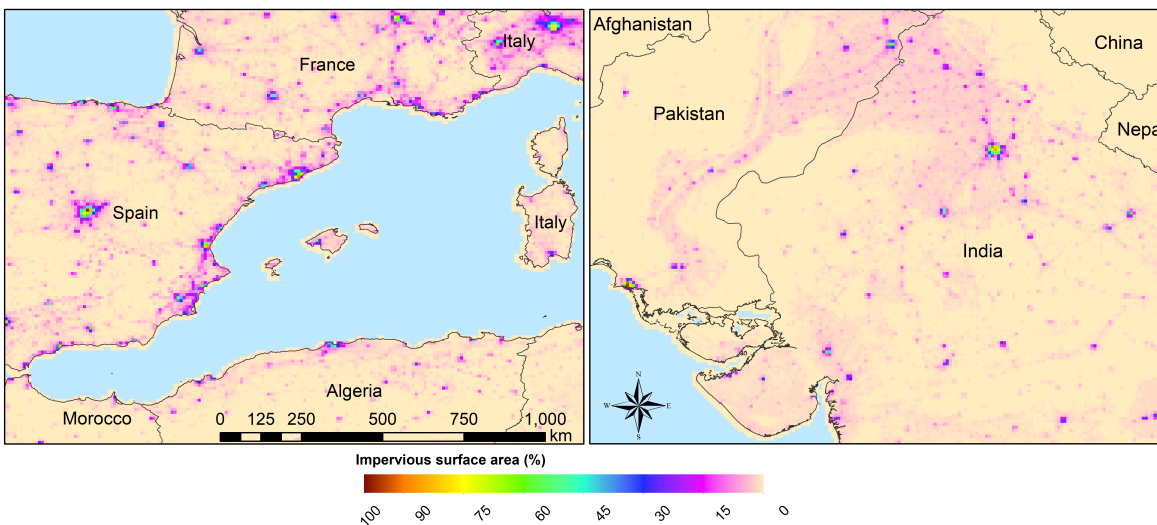 Italy
France
Spain
Italy
Algeria
Morocco
0 125 250 500 750 1,000
km
Afghanistan
China
Pakistan
Nepa
India
N
W E
S
Impervious surface area (%)
100 90 75 60 45 30 15 0